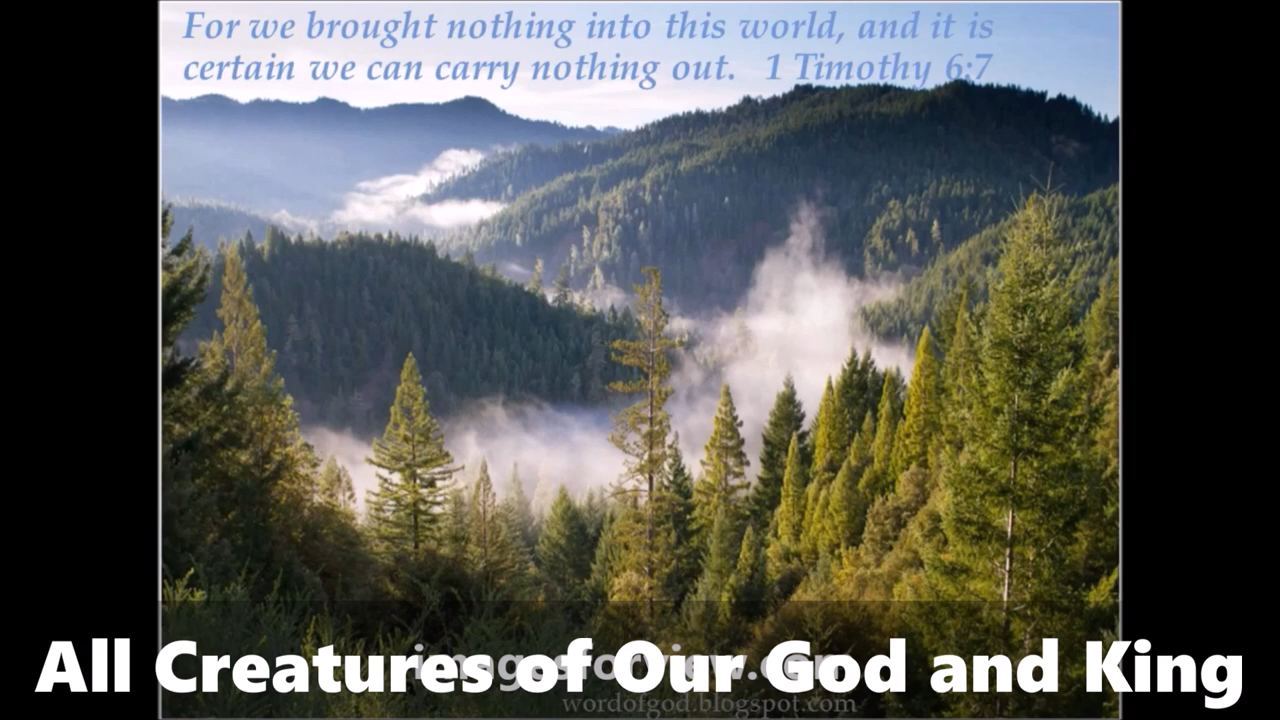 For we brought nothing into this world, and it is
certain we can carry nothing out. 1 Timothy 6:7
All Creatures of Our God and King
wordofgod.blogspot.com